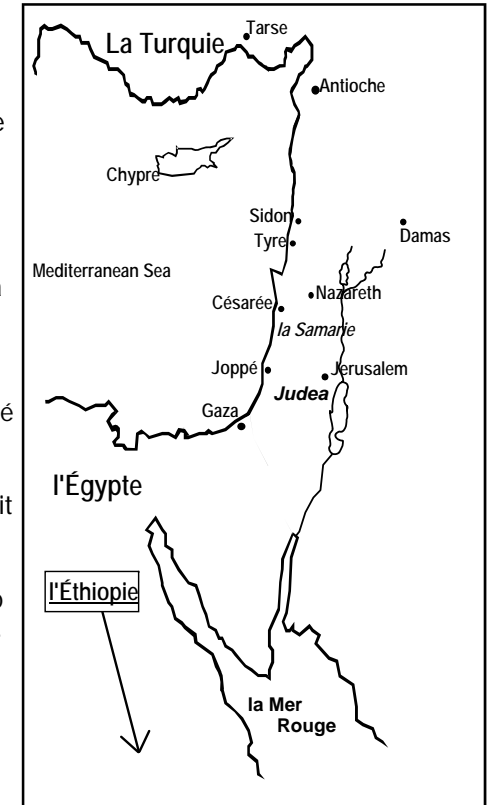 Tarse
La Turquie
Antioche
e
Chypre
Sidon
Damas
Tyre
Mediterranean Sea
Nazareth
Césarée
la Samarie
Joppé
Jerusalem
Judea
é
Gaza
l'Égypte
it
l'Éthiopie
la Mer
Rouge